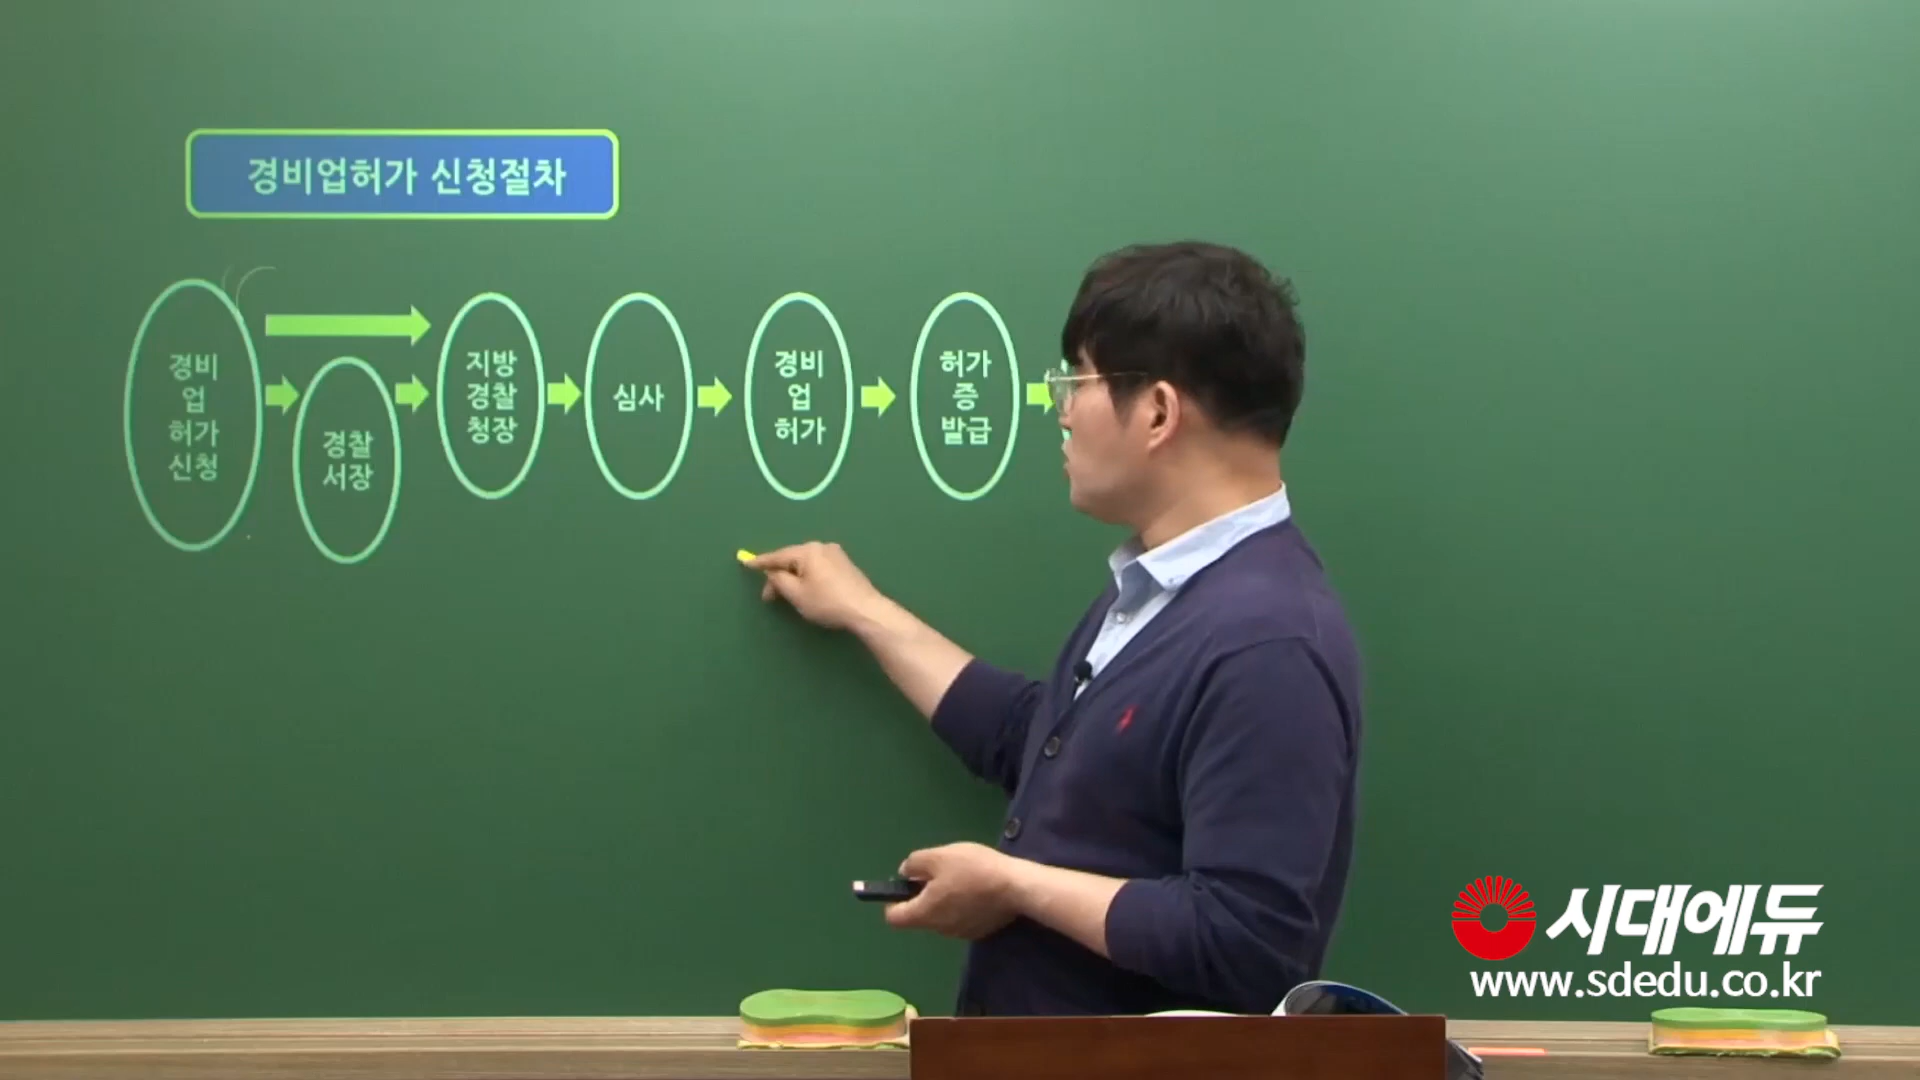 경비업허가 신청절차
경비
업
허가
신청
경찰
서장
지방
경찰
청장
심사
경비
업
허가
허가
증
발급
시대에듀
www.sdedu.co.kr